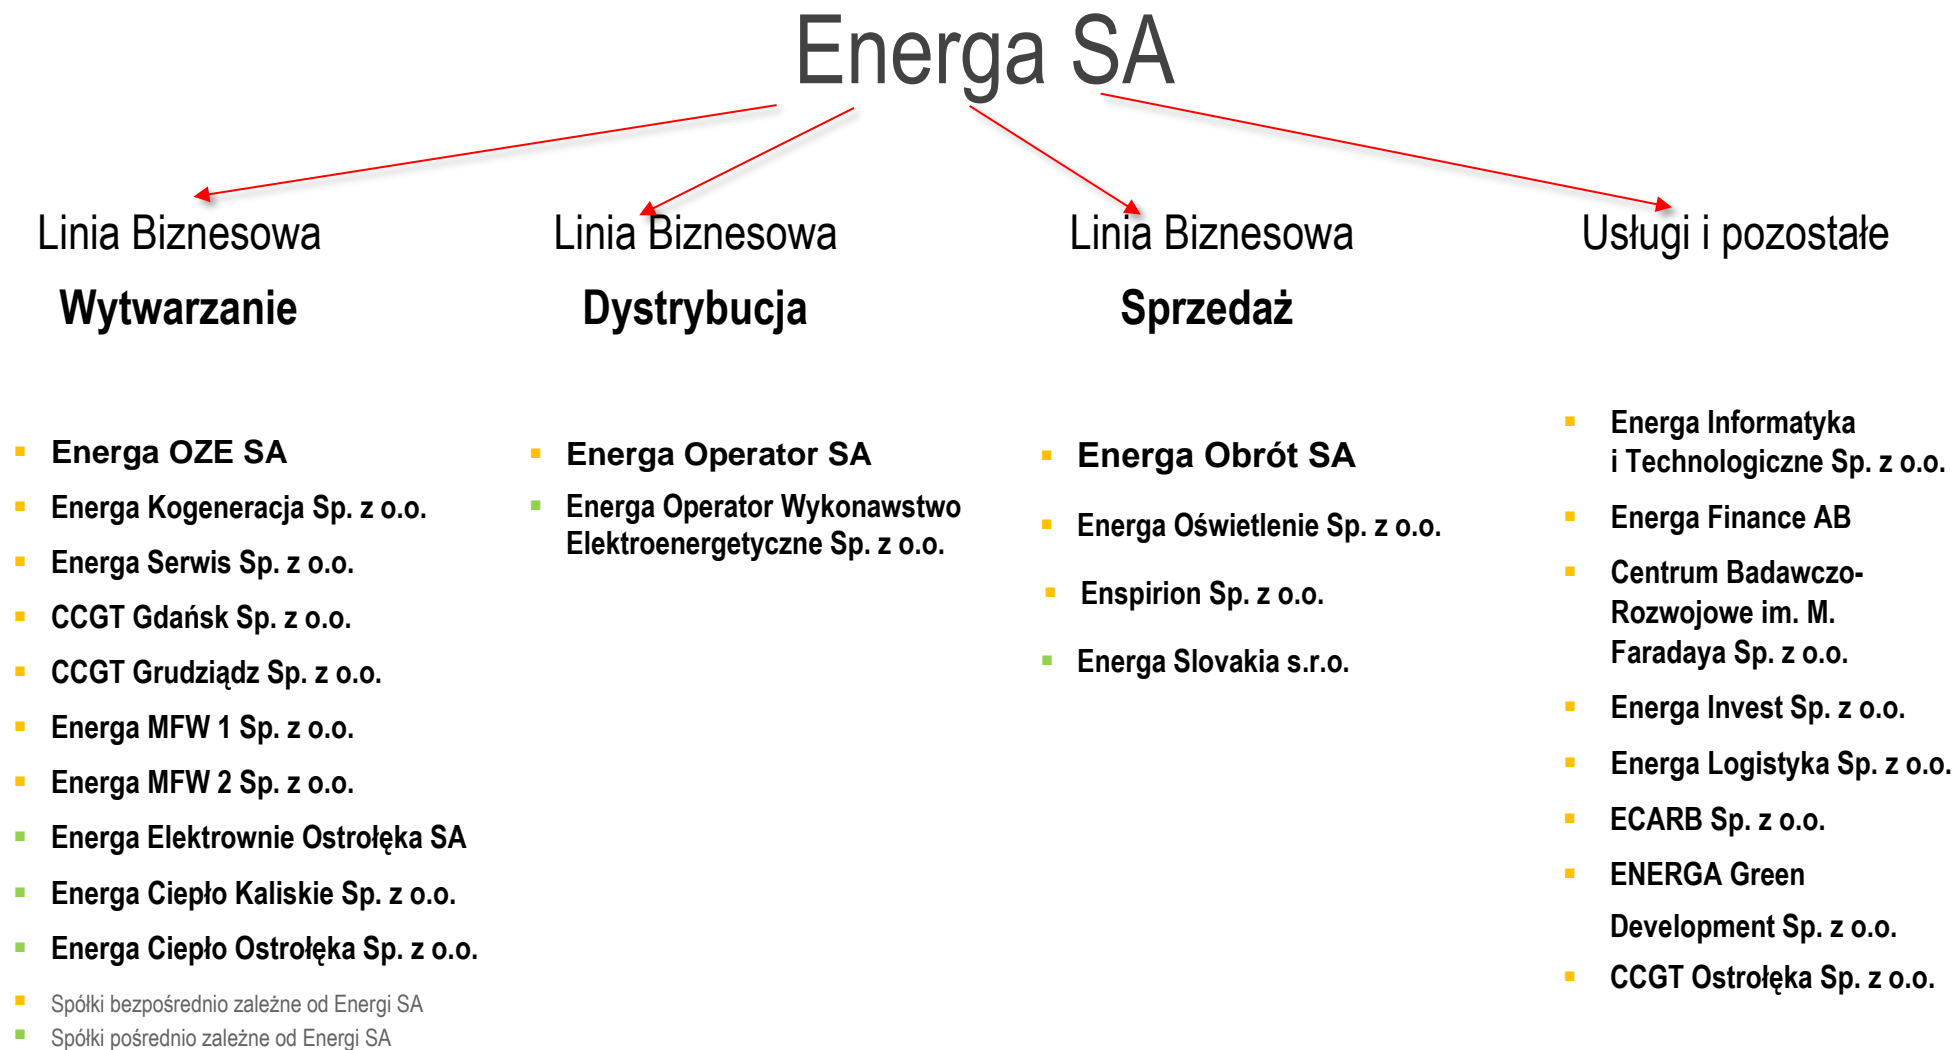 Energa SA
Linia Biznesowa
Wytwarzanie
Energa OZE SA
Energa Kogeneracja Sp. z o.o.
Energa Serwis Sp. z o.o.
CCGT Gdańsk Sp. z o.o.
CCGT Grudziądz Sp. z o.o.
Energa MFW 1 Sp. z o.o.
Energa MFW 2 Sp. z o.o.
Energa Elektrownie Ostrołęka SA
Energa Ciepło Kaliskie Sp. z o.o.
Energa Ciepło Ostrołęka Sp. z o.o.
Spółki bezpośrednio zależne od Energi SA
Spółki pośrednio zależne od Energi SA
Linia Biznesowa
Dystrybucja
Energa Operator SA
Energa Operator Wykonawstwo
Elektroenergetyczne Sp. z o.o.
Linia Biznesowa
Sprzedaż
Energa Obrót SA
Energa Oświetlenie Sp. z o.o.
Enspirion Sp. z o.o.
Energa Slovakia s.r.o.
Usługi i pozostałe
Energa Informatyka
i Technologiczne Sp. z o.o.
Energa Finance AB
Centrum Badawczo-
Rozwojowe im. M.
Faradaya Sp. z o.o.
Energa Invest Sp. z o.o.
Energa Logistyka Sp. z o.o.
ECARB Sp. z o.o.
ENERGA Green
Development Sp. z o.o.
CCGT Ostrołęka Sp. z o.o.